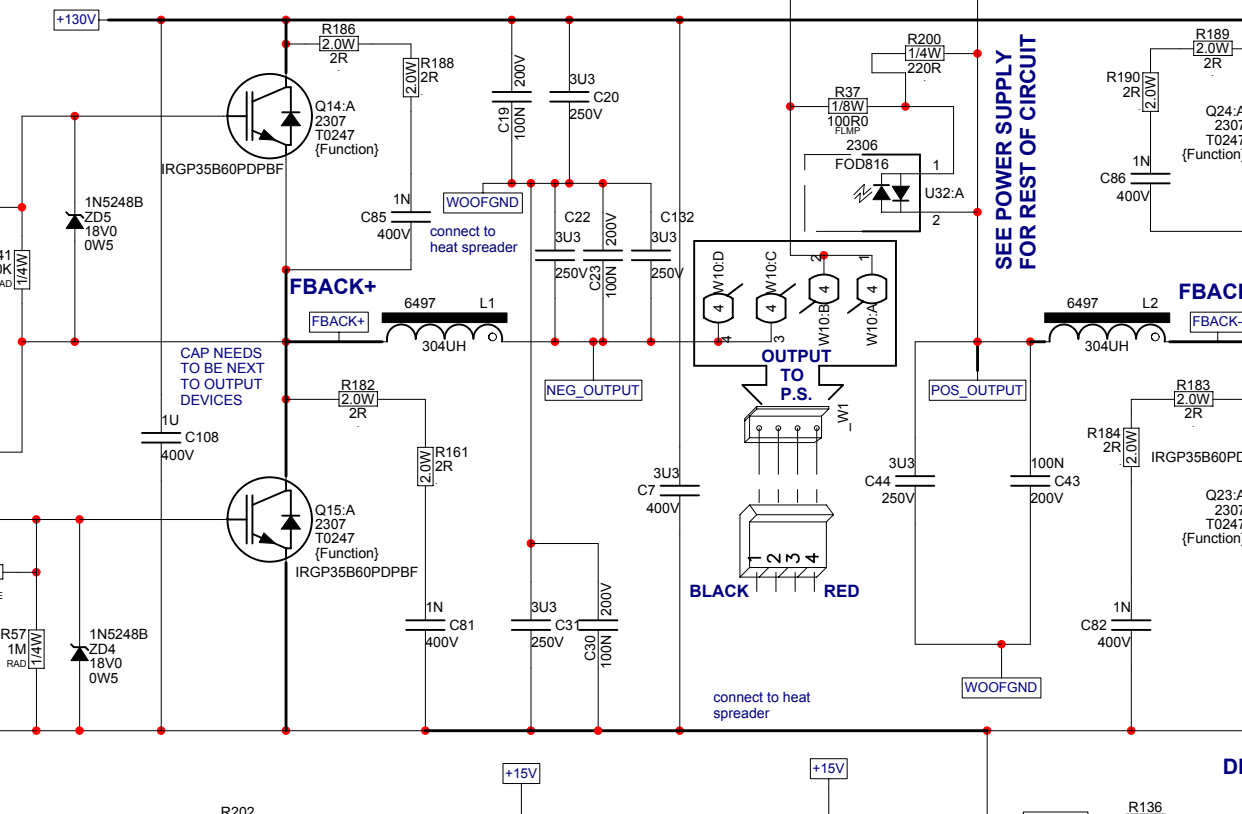 +130V
R186
2.0W
2R
R188
2R
2.0W
Q14:A
2307
T0247
{Function}
IRGP35B60PDPBF
1N5248B
ZD5
18V0
0W5
1/4W
1N
C85
400V
200V
C19
100N
3U3
C20
250V
WOOFGND
connect to
heat spreader
C22
3U3
250V
200V
C23
100N
C132
3U3
250V
R200
1/4W
220R
R37
1/8W
100R0
FLMP
2306
FOD816
1
U32:A
2
SEE POWER SUPPLY
FOR REST OF CIRCUIT
R189
2.0W
2R
R190
2R
2.0W
Q24:A
2307
T0247
{Function}
1N
C86
400V
FBACK+
FBACK+
6497
L1
304UH
CAP NEEDS
TO BE NEXT
TO OUTPUT
DEVICES
NEG_OUTPUT
W10:D
4
4
W10:C
4
3
2
4
W10:B
1
4
W10:A
OUTPUT
TO
P.S.
_W1
POS_OUTPUT
6497
L2
304UH
FBACK-
R182
2.0W
2R
R161
2R
2.0W
1U
C108
400V
3U3
C7
400V
3U3
C44
250V
100N
C43
200V
R183
2.0W
2R
R184
2R
2.0W
Q15:A
2307
T0247
{Function}
IRGP35B60PDPBF
Q23:A
2307
T0247
{Function}
1
2
3
4
BLACK
RED
R57
1M
RAD
1/4W
1N5248B
ZD4
18V0
0W5
1N
C81
400V
3U3
C31
250V
200V
C30
100N
1N
C82
400V
WOOFGND
connect to heat
spreader
+15V
+15V
R202
R136